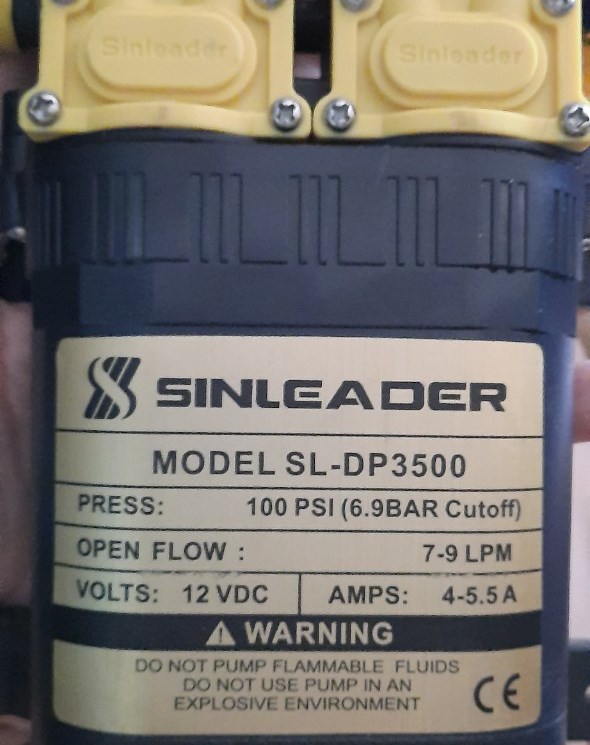 Sinleader Sinleader
SINLEADER
MODEL SL-DP3500
PRESS: 100 PSI (6.9BAR Cutoff)
OPEN FLOW : 7-9 LPM
VOLTS: 12 VDC AMPS: 4-5.5 A
WARNING
DO NOT PUMP FLAMMABLE FLUIDS
DO NOT USE PUMP IN AN
EXPLOSIVE ENVIRONMENT
CE